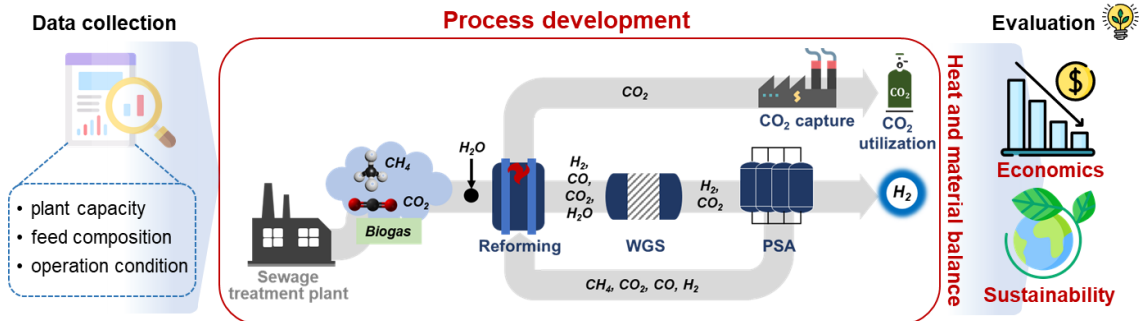 Data collection
Process development
Evaluation
• plant capacity
• feed composition
• operation condition
Sewage
treatment plant
CH₄
CO₂
Biogas
H₂O
Reforming
CO₂
H₂,
CO,
CO₂,
H₂O
WGS
H₂,
CO₂
PSA
CH₄, CO₂, CO, H₂
CO₂ capture
CO₂
CO₂
utilization
H₂
Heat and material balance
$
Economics
Sustainability